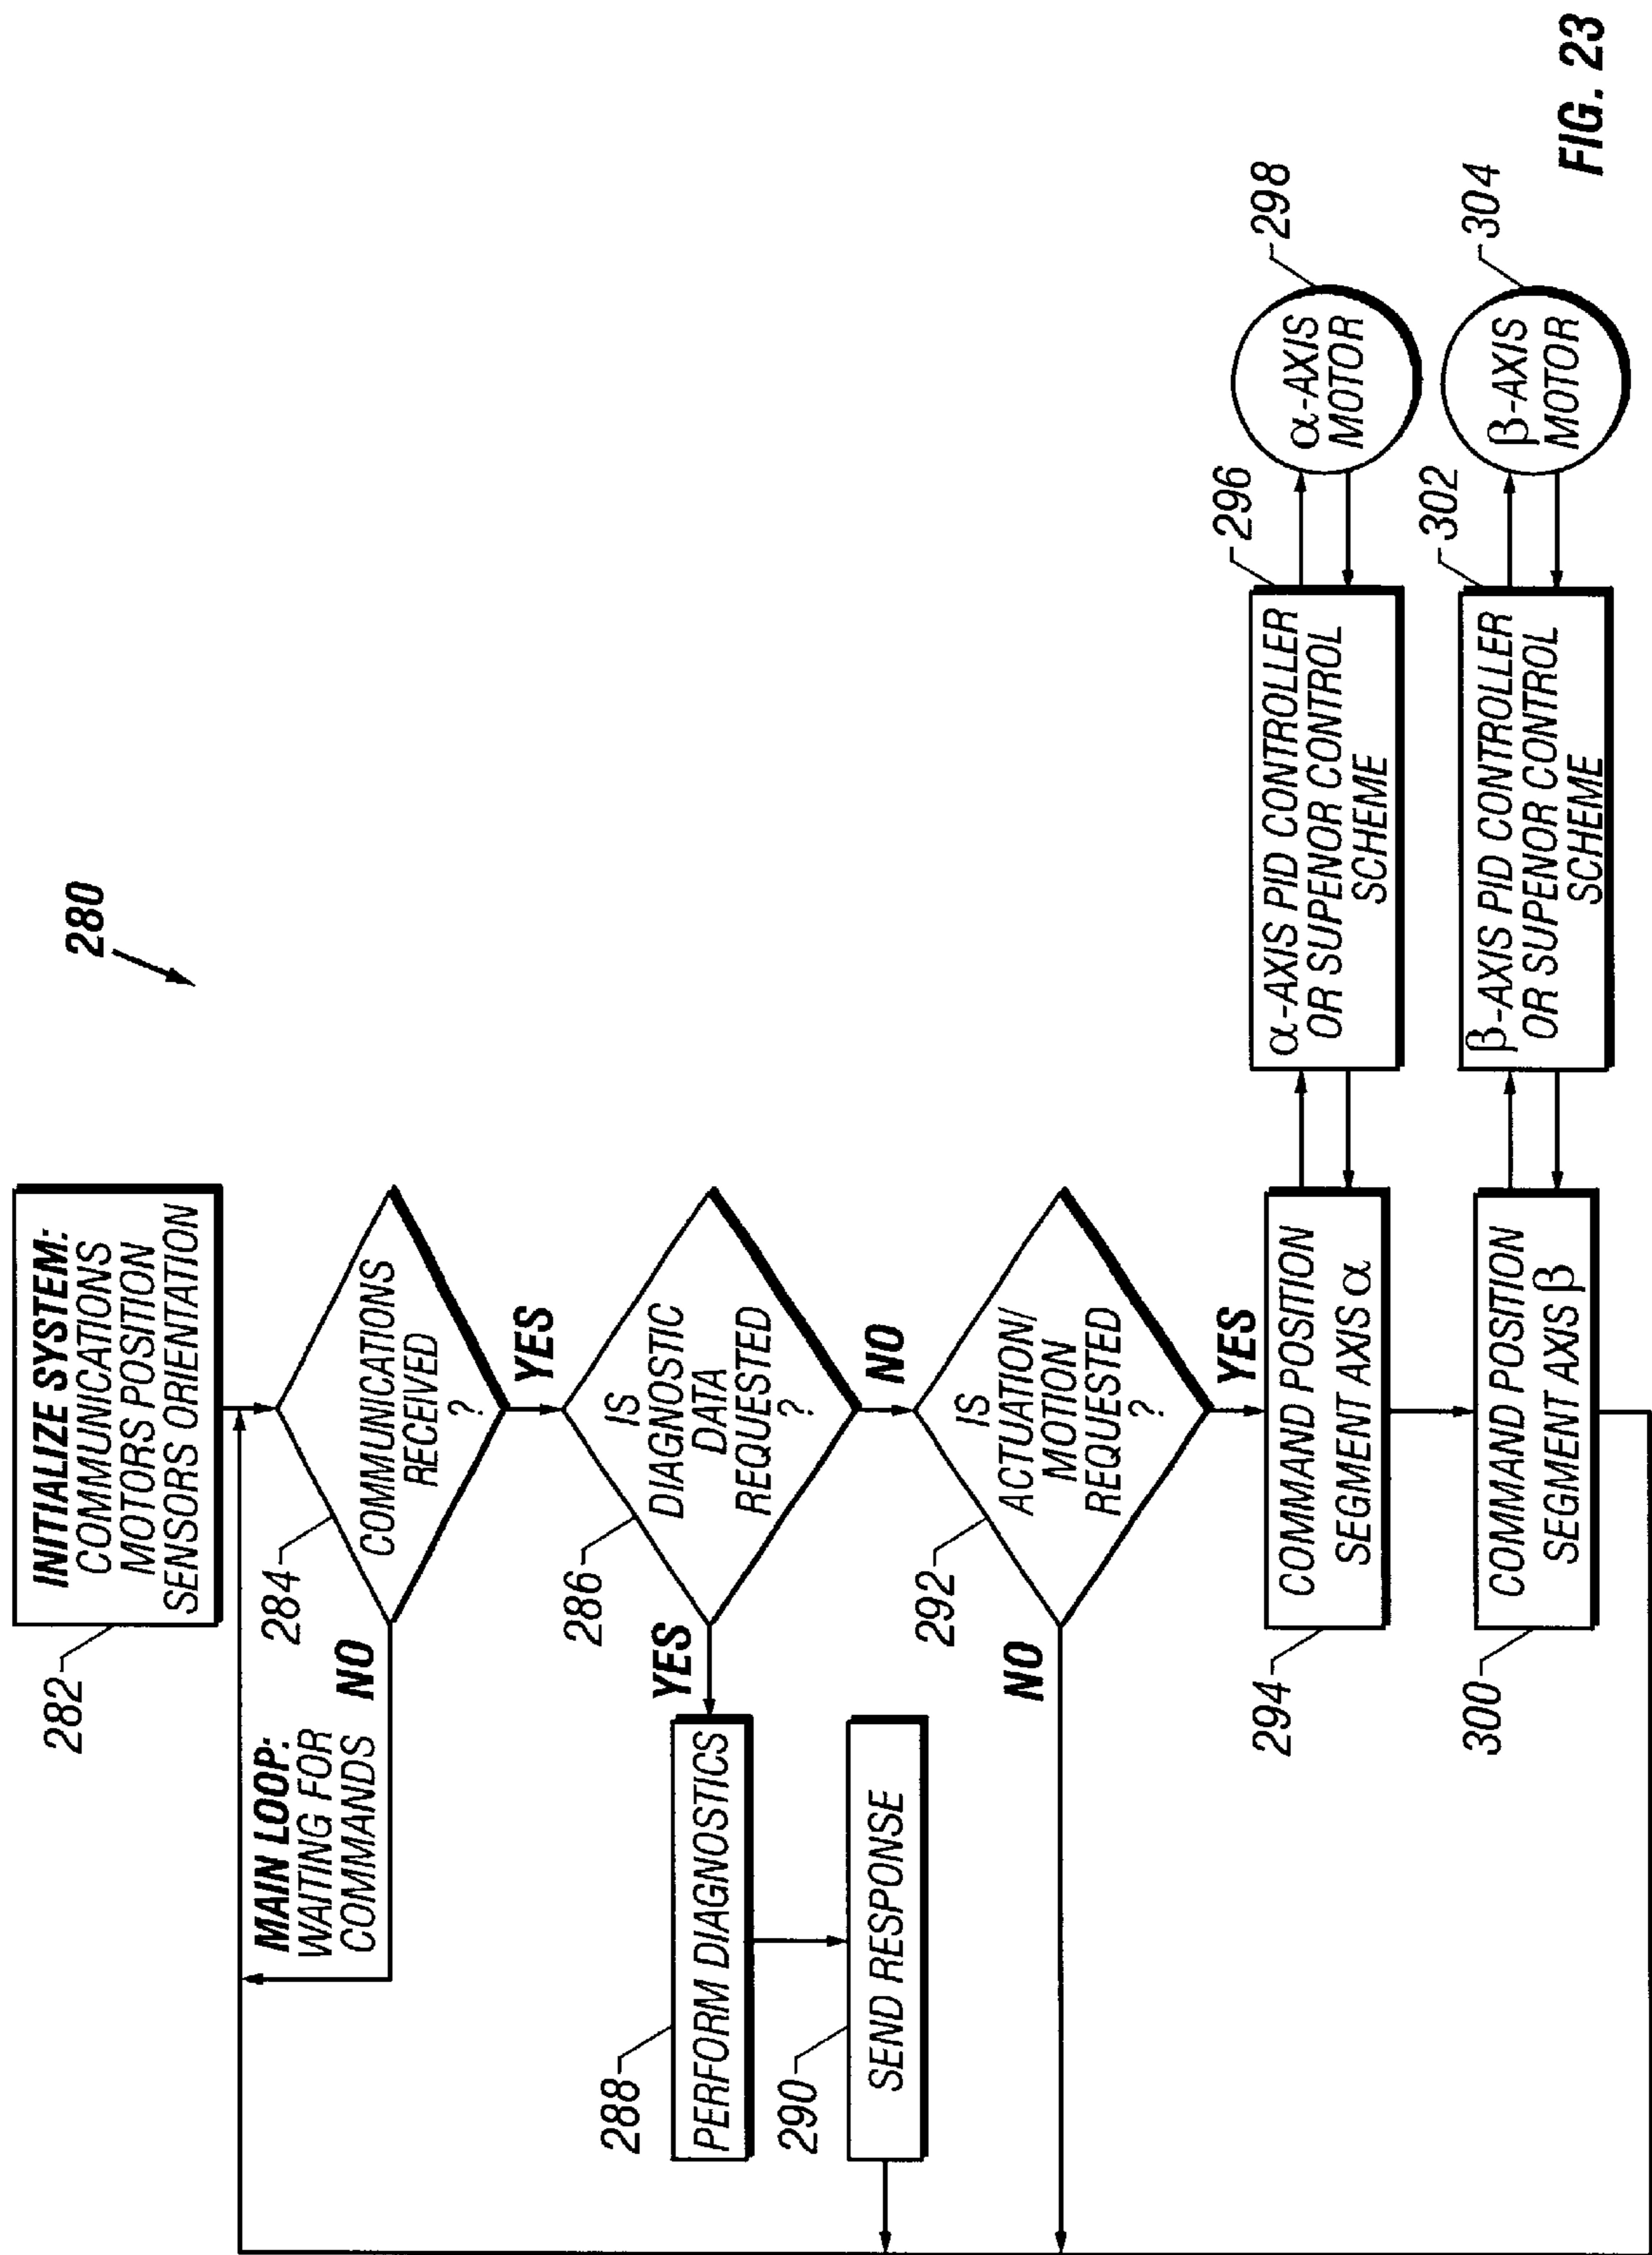 280
INITIALIZE SYSTEM:
COMMUNICATIONS
MOTORS POSITION
SENSORS ORIENTATION
282
MAIN LOOP:
WAITING FOR
COMMANDS
NO
284
COMMUNICATIONS
RECEIVED
?
YES
286
IS
DIAGNOSTIC
DATA
REQUESTED
?
YES
288
PERFORM DIAGNOSTICS
290
SEND RESPONSE
NO
292
IS
ACTUATION/
MOTION
REQUESTED
?
NO
YES
294
COMMAND POSITION
SEGMENT AXIS α
296
α-AXIS PID CONTROLLER
OR SUPENOR CONTROL
SCHEME
298
α-AXIS
MOTOR
300
COMMAND POSITION
SEGMENT AXIS β
302
β-AXIS PID CONTROLLER
OR SUPENOR CONTROL
SCHEME
304
β-AXIS
MOTOR
FIG. 23